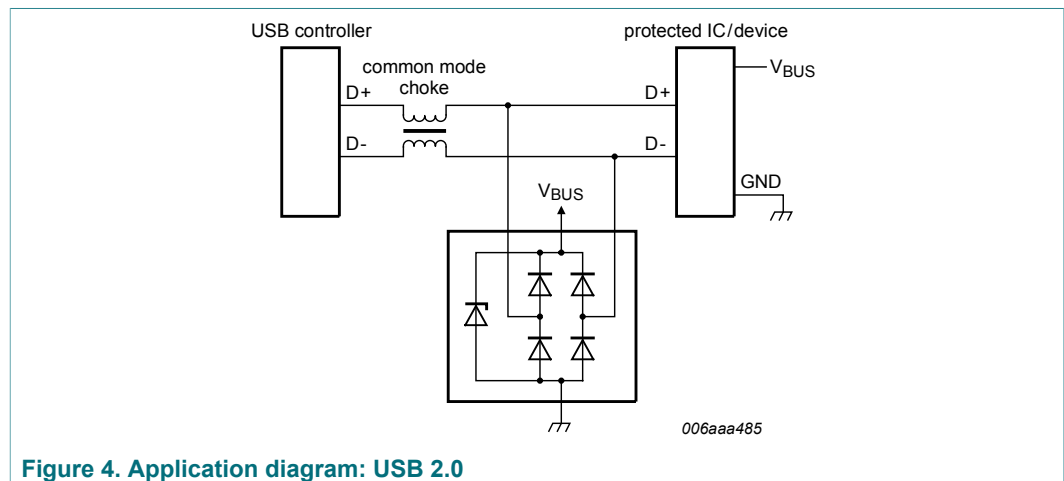 USB controller
protected IC/device
common mode
choke
VBUS
D+
D+
D-
D-
GND
VBUS
006aaa485
Figure 4. Application diagram: USB 2.0